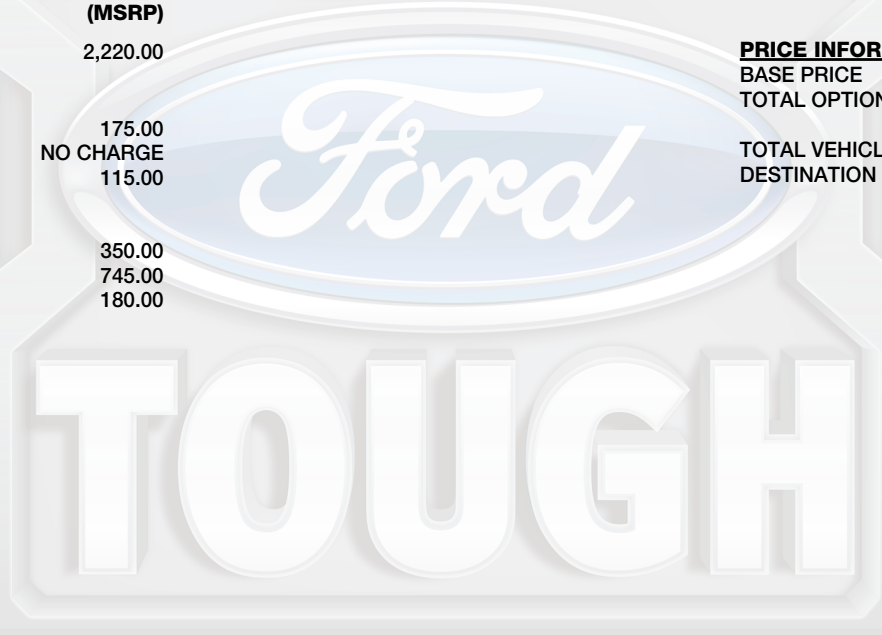 (MSRP)
2,220.00
175.00
NO CHARGE
115.00
350.00
745.00
180.00
PRICE INFOR
BASE PRICE
TOTAL OPTION
TOTAL VEHICL
DESTINATION
Ford
TOUGH